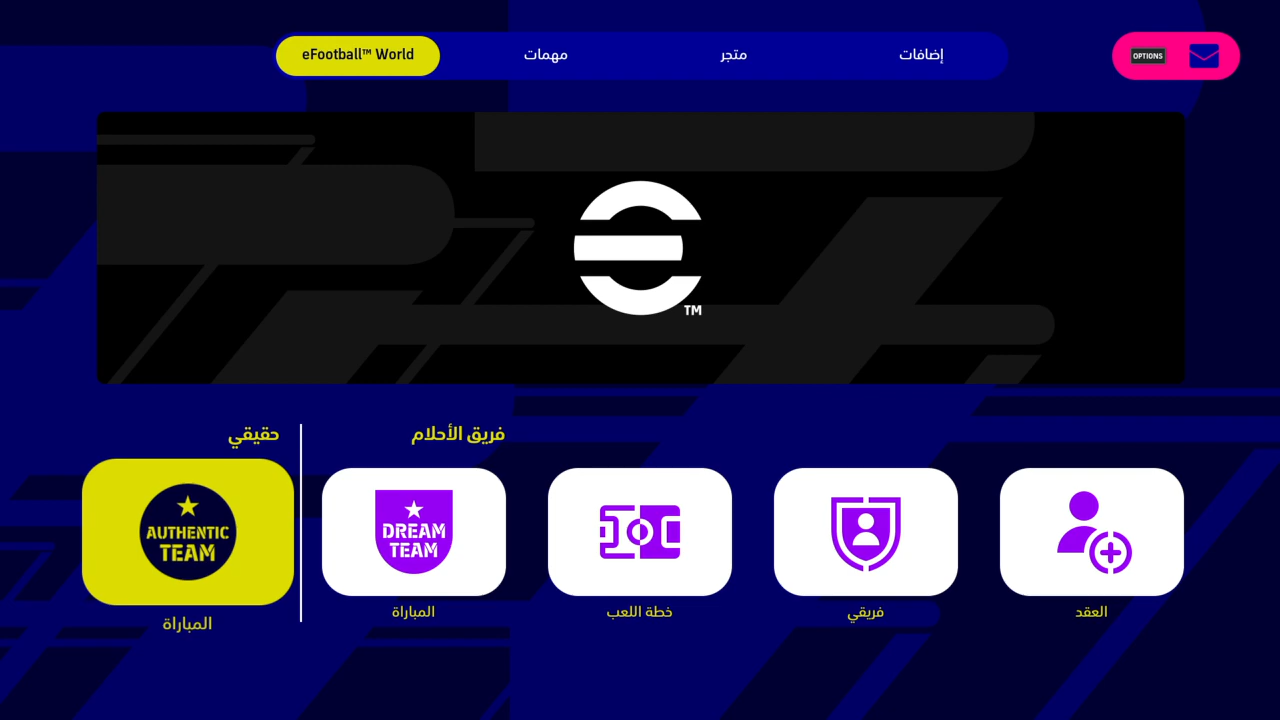 eFootball™ World
مهمات
متجر
إضافات
OPTIONS
TM
حقيقي
فريق الأحلام
AUTHENTIC
TEAM
DREAM
TEAM
المباراة
المباراة
خطة اللعب
فريقي
العقد